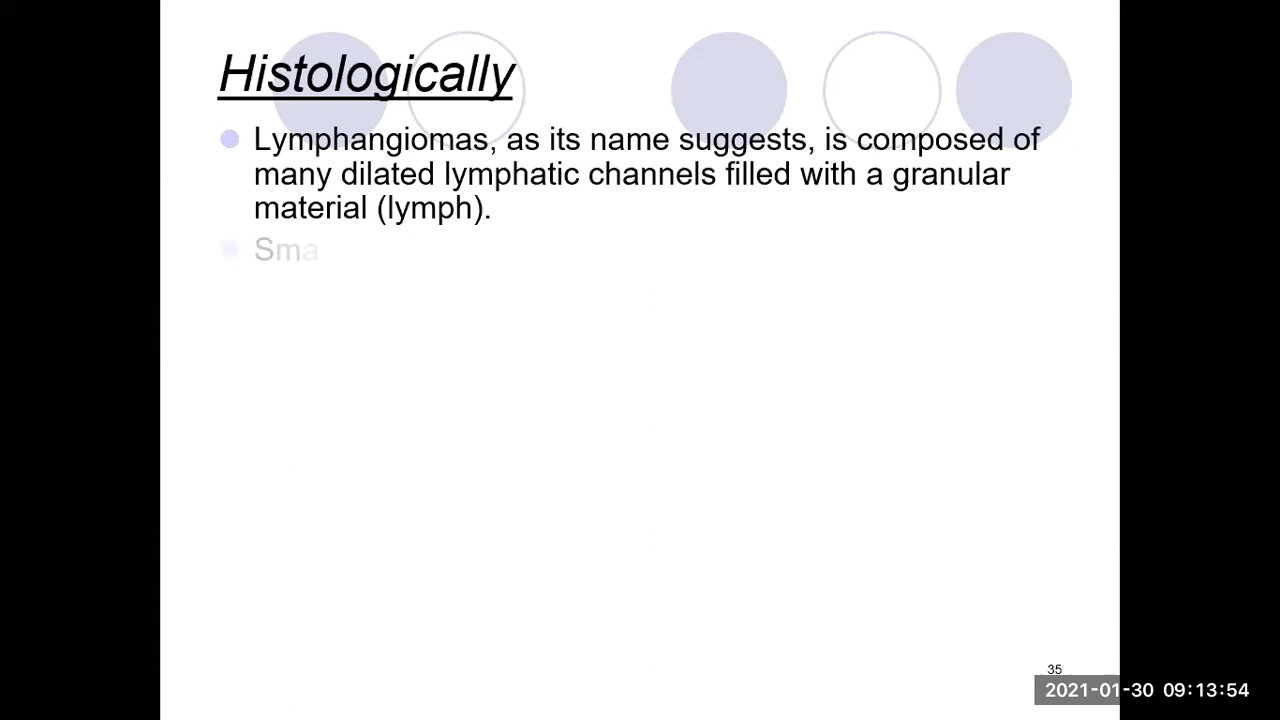 Histologically
Lymphangiomas, as its name suggests, is composed of
many dilated lymphatic channels filled with a granular
material (lymph).
Sma
35
2021-01-30 09:13:54